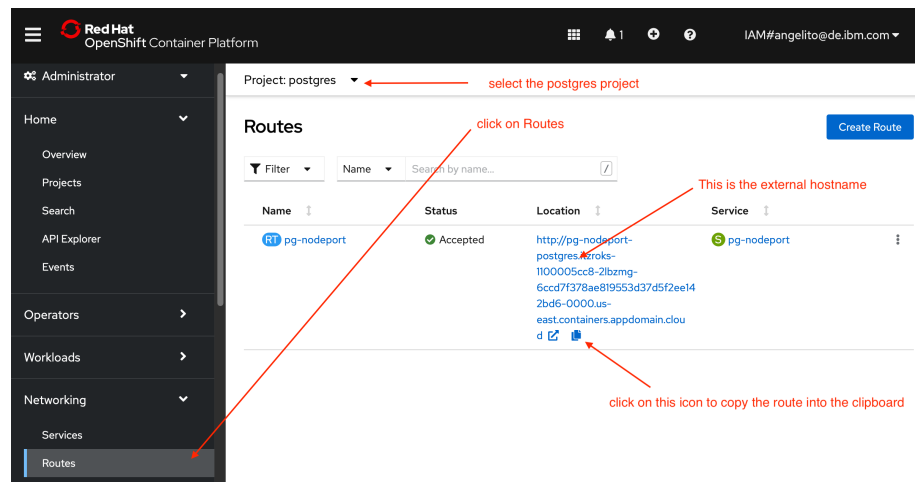 Red Hat
OpenShift Container Platform
1
IAM#angelito@de.ibm.com
Administrator
Project: postgres
select the postgres project
Home
Routes
click on Routes
Create Route
Overview
Filter
Name
Search by name...
/
Projects
This is the external hostname
Search
Name
Status
Location
Service
API Explorer
RT pg-nodeport
Accepted
http://pg-nodeport-
S pg-nodeport
postgres.itzroks-
Events
1100005cc8-2lbzmg-
6ccd7f378ae819553d37d5f2ee14
2bd6-0000.us-
Operators
east.containers.appdomain.clou
d
Workloads
Networking
click on this icon to copy the route into the clipboard
Services
Routes